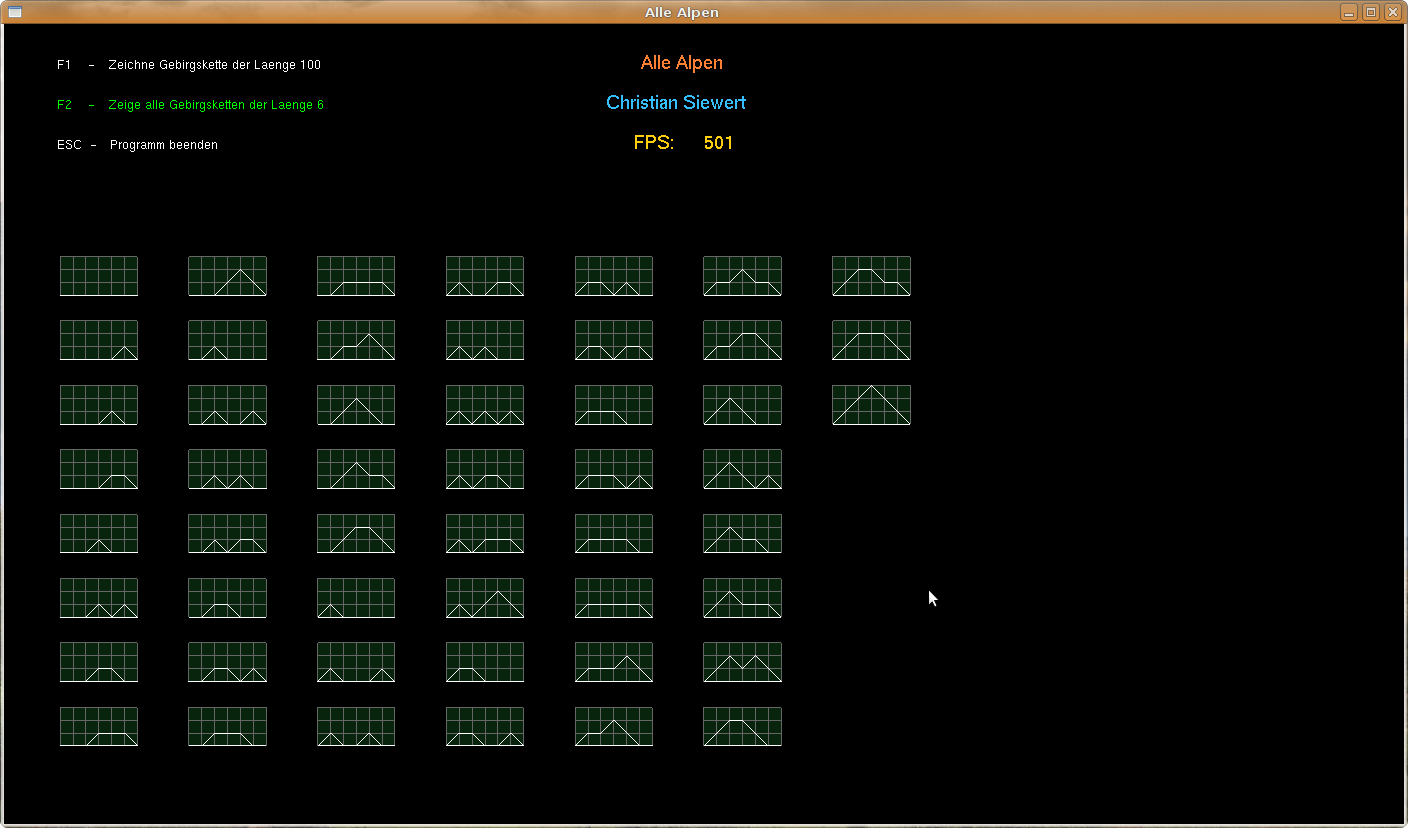 Alle Alpen
F1 - Zeichne Gebirgskette der Laenge 100
Alle Alpen
F2 - Zeige alle Gebirgsketten der Laenge 6
Christian Siewert
ESC - Programm beenden
FPS: 501